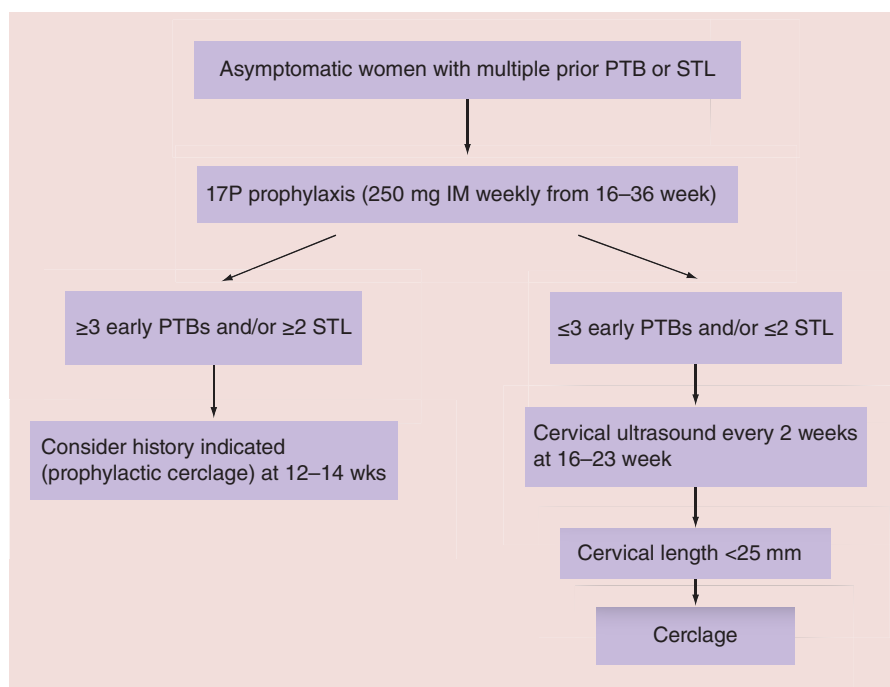 Asymptomatic women with multiple prior PTB or STL
17P prophylaxis (250 mg IM weekly from 16–36 week)
≥3 early PTBs and/or ≥2 STL
Consider history indicated
(prophylactic cerclage) at 12–14 wks
≤3 early PTBs and/or ≤2 STL
Cervical ultrasound every 2 weeks
at 16–23 week
Cervical length <25 mm
Cerclage